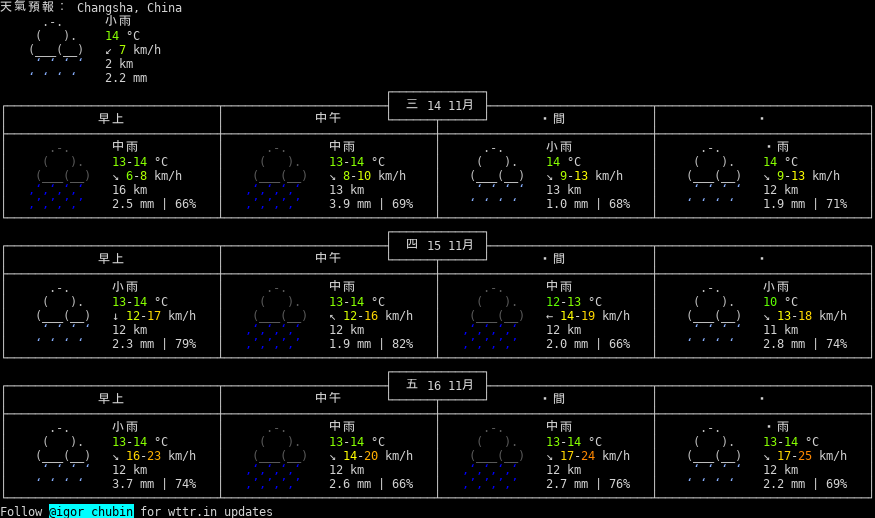 天氣預報： Changsha, China
小雨
14 °C
↙ 7 km/h
2 km
2.2 mm
三 14 11月
早上 中午 ・間 ・
中雨 中雨 小雨 ・雨
13-14 °C 13-14 °C 14 °C 14 °C
↘ 6-8 km/h ↘ 8-10 km/h ↘ 9-13 km/h ↘ 9-13 km/h
16 km 13 km 13 km 12 km
2.5 mm | 66% 3.9 mm | 69% 1.0 mm | 68% 1.9 mm | 71%
四 15 11月
早上 中午 ・間 ・
小雨 中雨 中雨 小雨
13-14 °C 13-14 °C 12-13 °C 10 °C
↓ 12-17 km/h ↖ 12-16 km/h ← 14-19 km/h ↘ 13-18 km/h
12 km 12 km 12 km 11 km
2.3 mm | 79% 1.9 mm | 82% 2.0 mm | 66% 2.8 mm | 74%
五 16 11月
早上 中午 ・間 ・
小雨 中雨 中雨 ・雨
13-14 °C 13-14 °C 13-14 °C 13-14 °C
↘ 16-23 km/h ↘ 14-20 km/h ↘ 17-24 km/h ↘ 17-25 km/h
12 km 12 km 12 km 12 km
3.7 mm | 74% 2.6 mm | 66% 2.7 mm | 76% 2.2 mm | 69%
Follow @igor_chubin for wttr.in updates